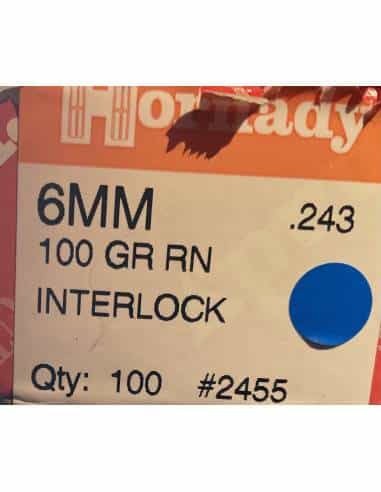 Hornady
6MM .243
100 GR RN
INTERLOCK
Qty: 100 #2455